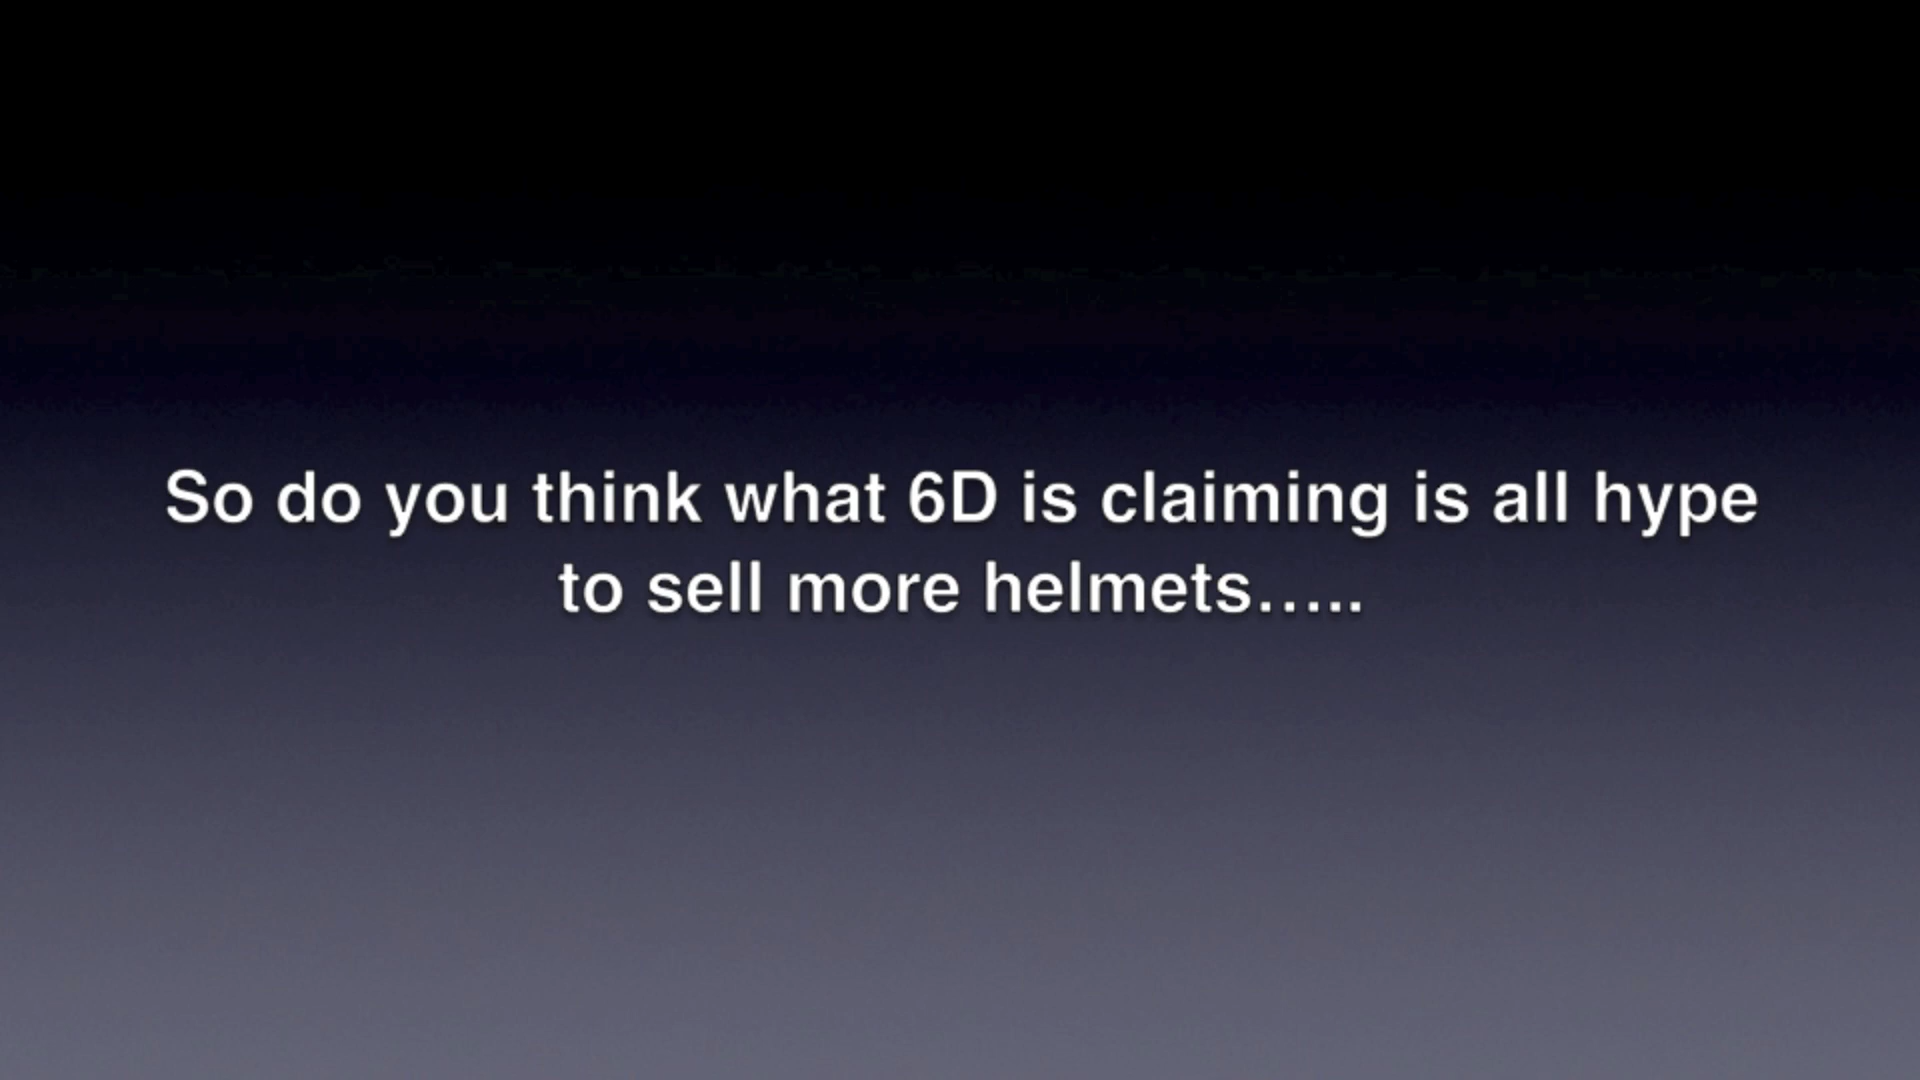 So do you think what 6D is claiming is all hype
to sell more helmets…..